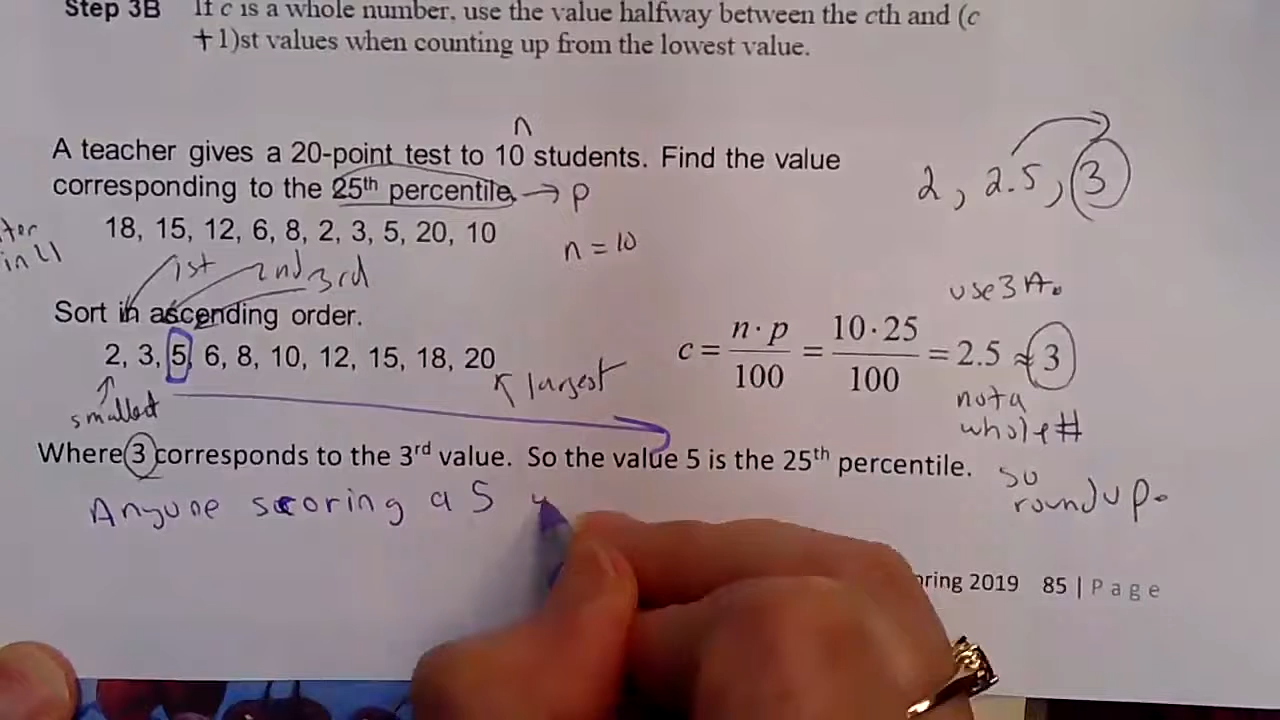 Step 3B If c is a whole number, use the value halfway between the cth and (c
+1)st values when counting up from the lowest value.
n
A teacher gives a 20-point test to 10 students. Find the value
corresponding to the 25th percentile. → p
2, 2.5, 3
18, 15, 12, 6, 8, 2, 3, 5, 20, 10
n = 10
in L1
1st 2nd 3rd
Sort in ascending order.
use 3A.
2, 3, 5, 6, 8, 10, 12, 15, 18, 20
c = n·p / 100 = 10·25 / 100 = 2.5 ≈ 3
largest
smallest
not a
whole #
Where 3 corresponds to the 3rd value. So the value 5 is the 25th percentile.
so
round up.
Anyone scoring a 5
ring 2019 85 | Page